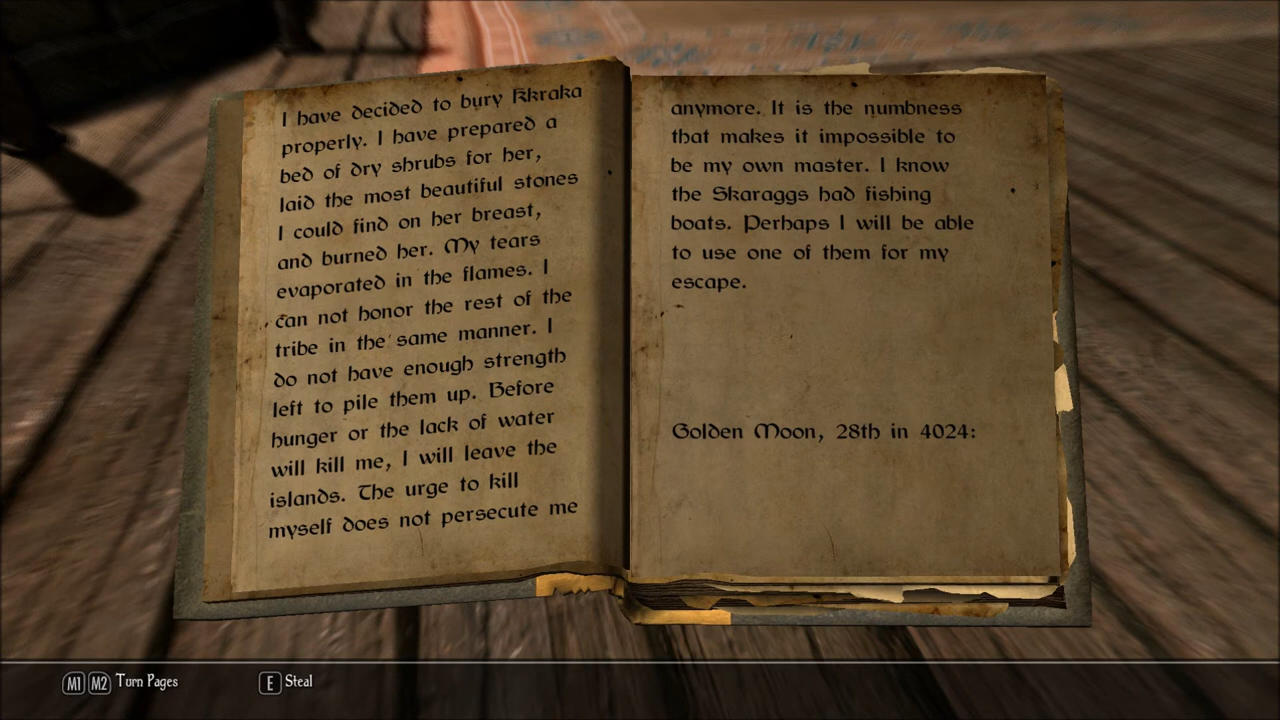 I have decided to bury Kkraka
properly. I have prepared a
bed of dry shrubs for her,
laid the most beautiful stones
I could find on her breast,
and burned her. My tears
evaporated in the flames. I
can not honor the rest of the
tribe in the same manner. I
do not have enough strength
left to pile them up. Before
hunger or the lack of water
will kill me, I will leave the
islands. The urge to kill
myself does not persecute me
anymore. It is the numbness
that makes it impossible to
be my own master. I know
the Skaraggs had fishing
boats. Perhaps I will be able
to use one of them for my
escape.
Golden Moon, 28th in 4024:
M1 M2 Turn Pages
E Steal